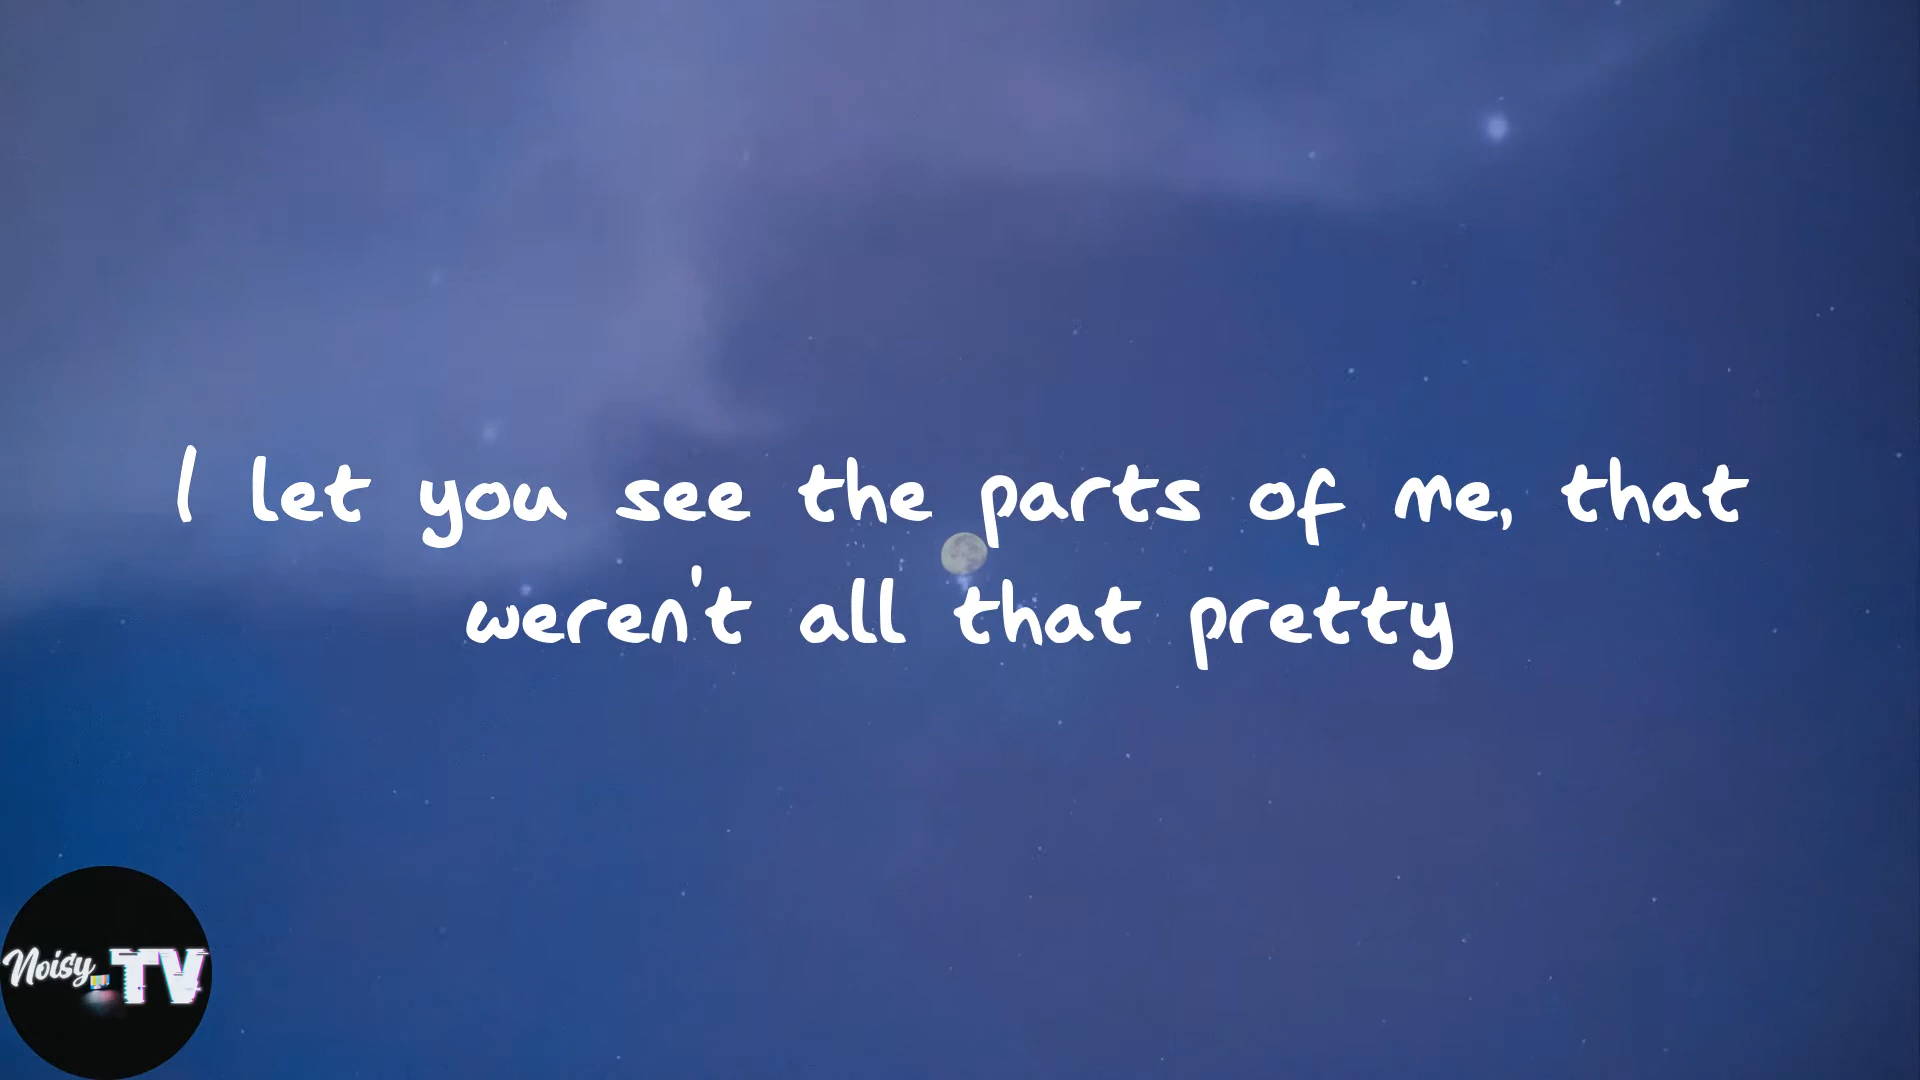 I let you see the parts of me, that
weren't all that pretty
Noisy TV